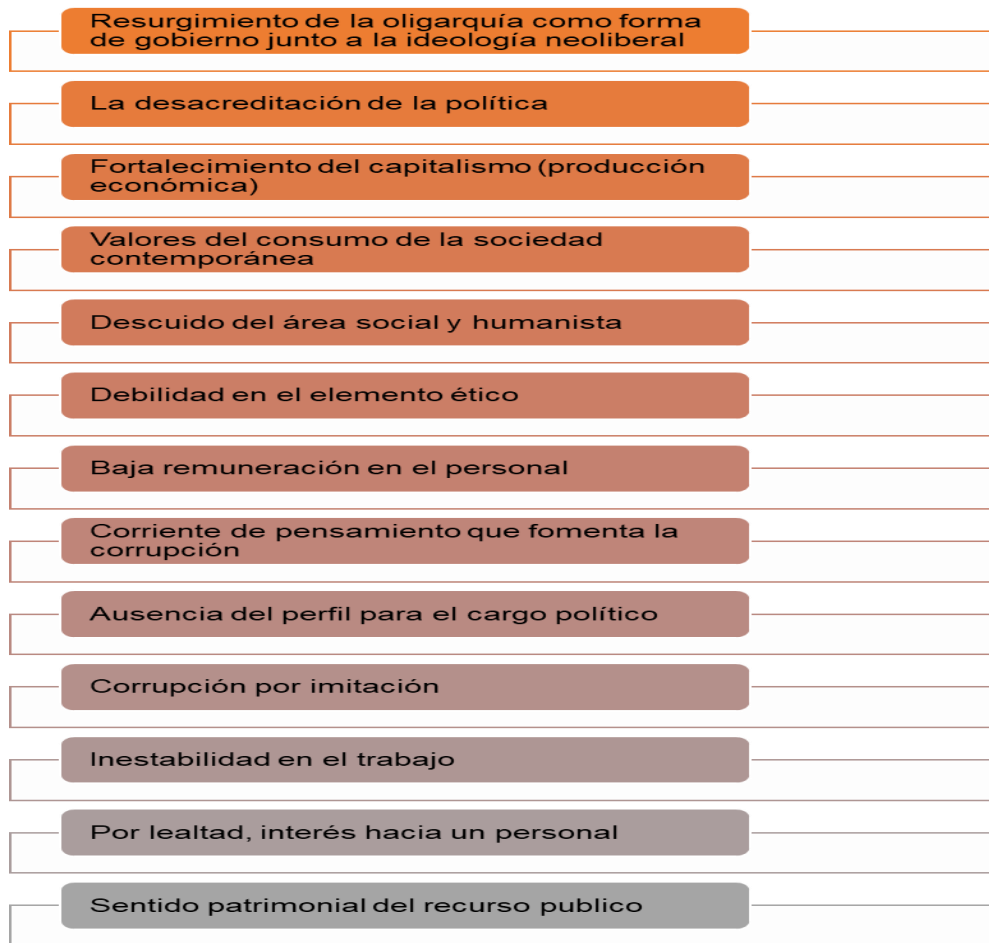 Resurgimiento de la oligarquía como forma
de gobierno junto a la ideología neoliberal
La desacreditación de la política
Fortalecimiento del capitalismo (producción
económica)
Valores del consumo de la sociedad
contemporánea
Descuido del área social y humanista
Debilidad en el elemento ético
Baja remuneración en el personal
Corriente de pensamiento que fomenta la
corrupción
Ausencia del perfil para el cargo político
Corrupción por imitación
Inestabilidad en el trabajo
Por lealtad, interés hacia un personal
Sentido patrimonial del recurso publico